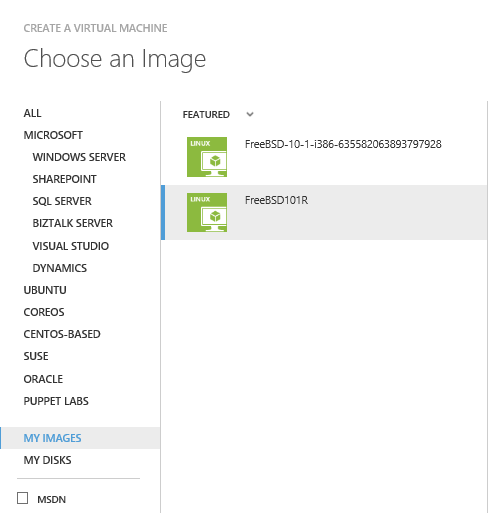 CREATE A VIRTUAL MACHINE
Choose an Image
ALL
MICROSOFT
WINDOWS SERVER
SHAREPOINT
SQL SERVER
BIZTALK SERVER
VISUAL STUDIO
DYNAMICS
UBUNTU
COREOS
CENTOS-BASED
SUSE
ORACLE
PUPPET LABS
MY IMAGES
MY DISKS
MSDN
FEATURED
LINUX
FreeBSD-10-1-i386-635582063893797928
LINUX
FreeBSD101R